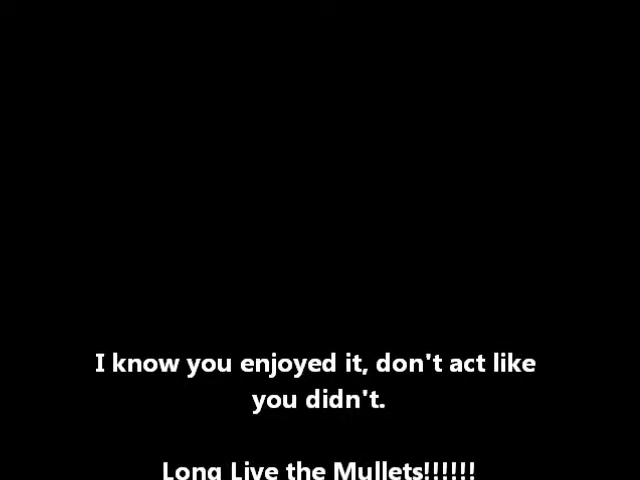 I know you enjoyed it, don't act like
you didn't.
Long Live the Mullets!!!!!!